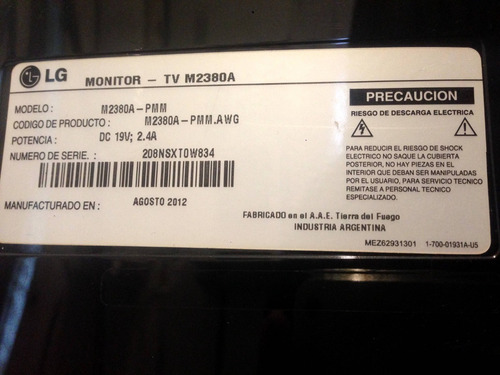 LG MONITOR - TV M2380A
MODELO : M2380A-PMM
CODIGO DE PRODUCTO : M2380A-PMM.AWG
POTENCIA : DC 19V; 2.4A
NUMERO DE SERIE. : 208NSXT0W834
MANUFACTURADO EN : AGOSTO 2012
FABRICADO en el A.A.E. Tierra del Fuego
INDUSTRIA ARGENTINA
PRECAUCION
RIESGO DE DESCARGA ELECTRICA
PARA REDUCIR EL RIESGO DE SHOCK
ELECTRICO NO SAQUE LA CUBIERTA
POSTERIOR, NO HAY PIEZAS EN EL
INTERIOR QUE DEBEN SER MANIPULADAS
POR EL USUARIO, PARA SERVICIO TECNICO
REMITASE A PERSONAL TECNICO
ESPECIALIZADO.
MEZ62931301 1-700-01931A-U5